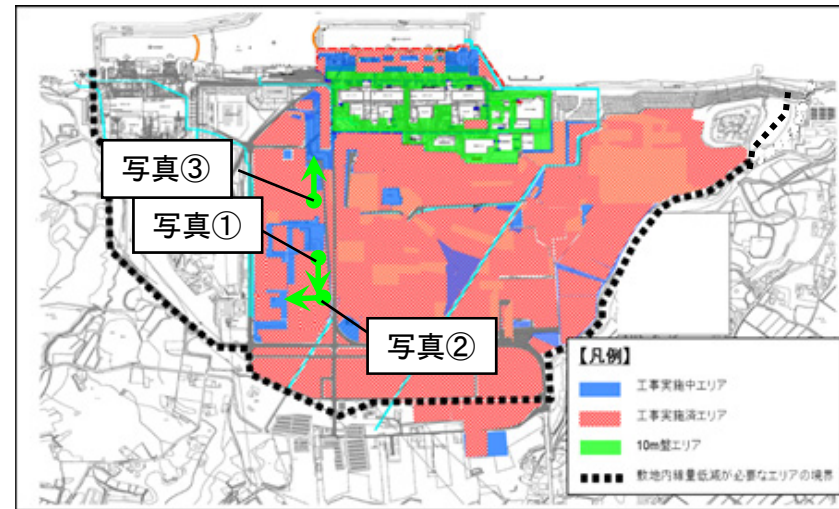 写真③
写真①
写真②
【凡例】
工事実施中エリア
工事実施済エリア
10m盤エリア
敷地内線量低減が必要なエリアの境界